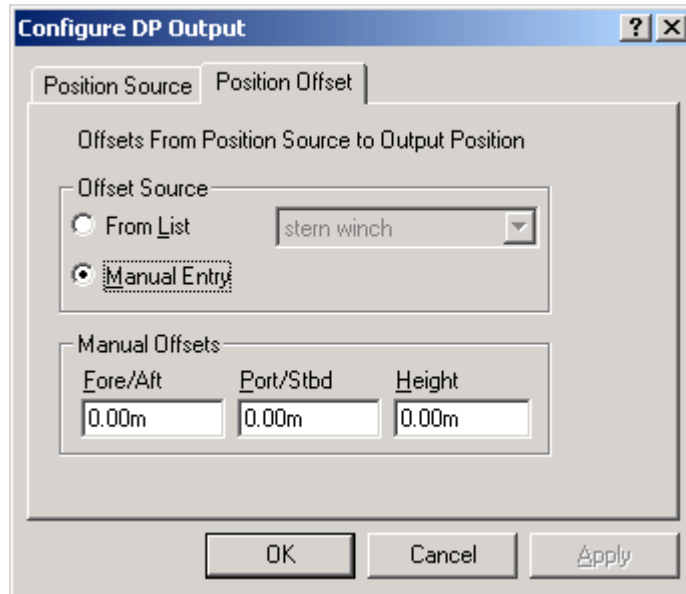 Configure DP Output
Position Source Position Offset
Offsets From Position Source to Output Position
Offset Source
From List stern winch
Manual Entry
Manual Offsets
Fore/Aft Port/Stbd Height
0.00m 0.00m 0.00m
OK Cancel Apply